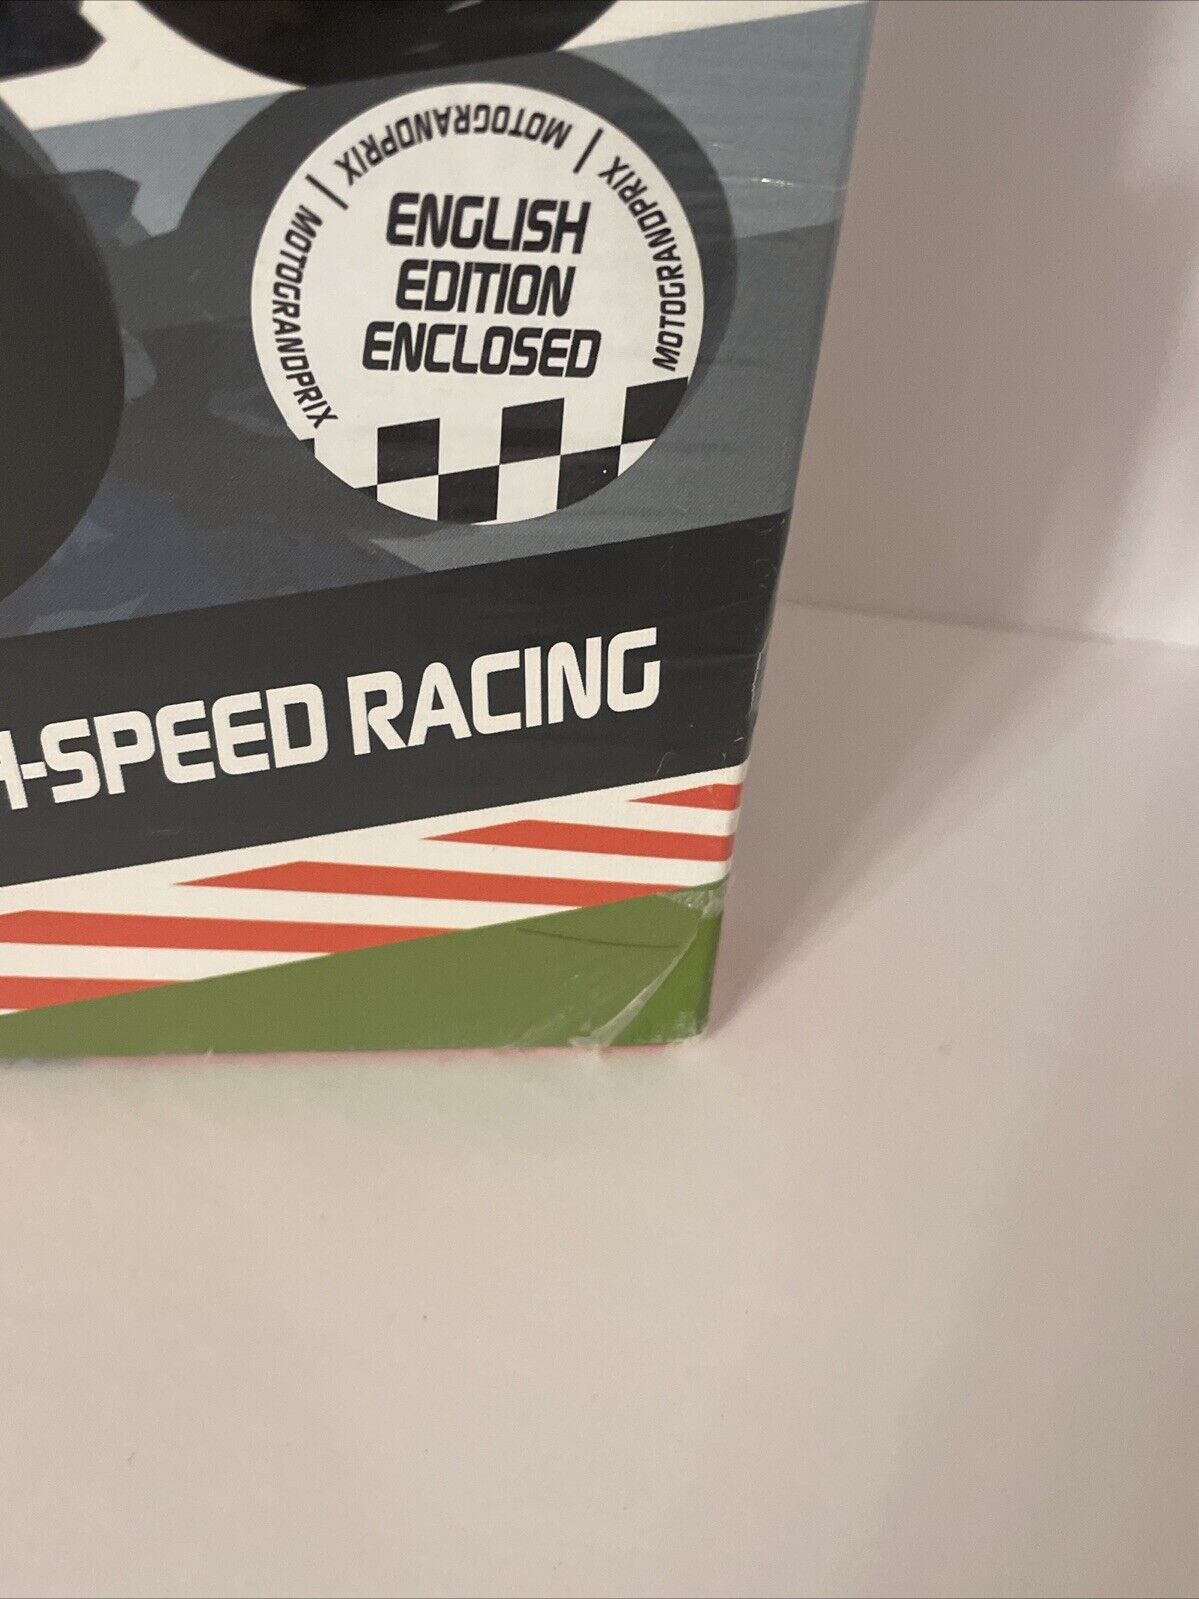 MOTOGRANDPRIX | MOTOGRANDPRIX | MOTOGRANDPRIX
ENGLISH
EDITION
ENCLOSED
H-SPEED RACING